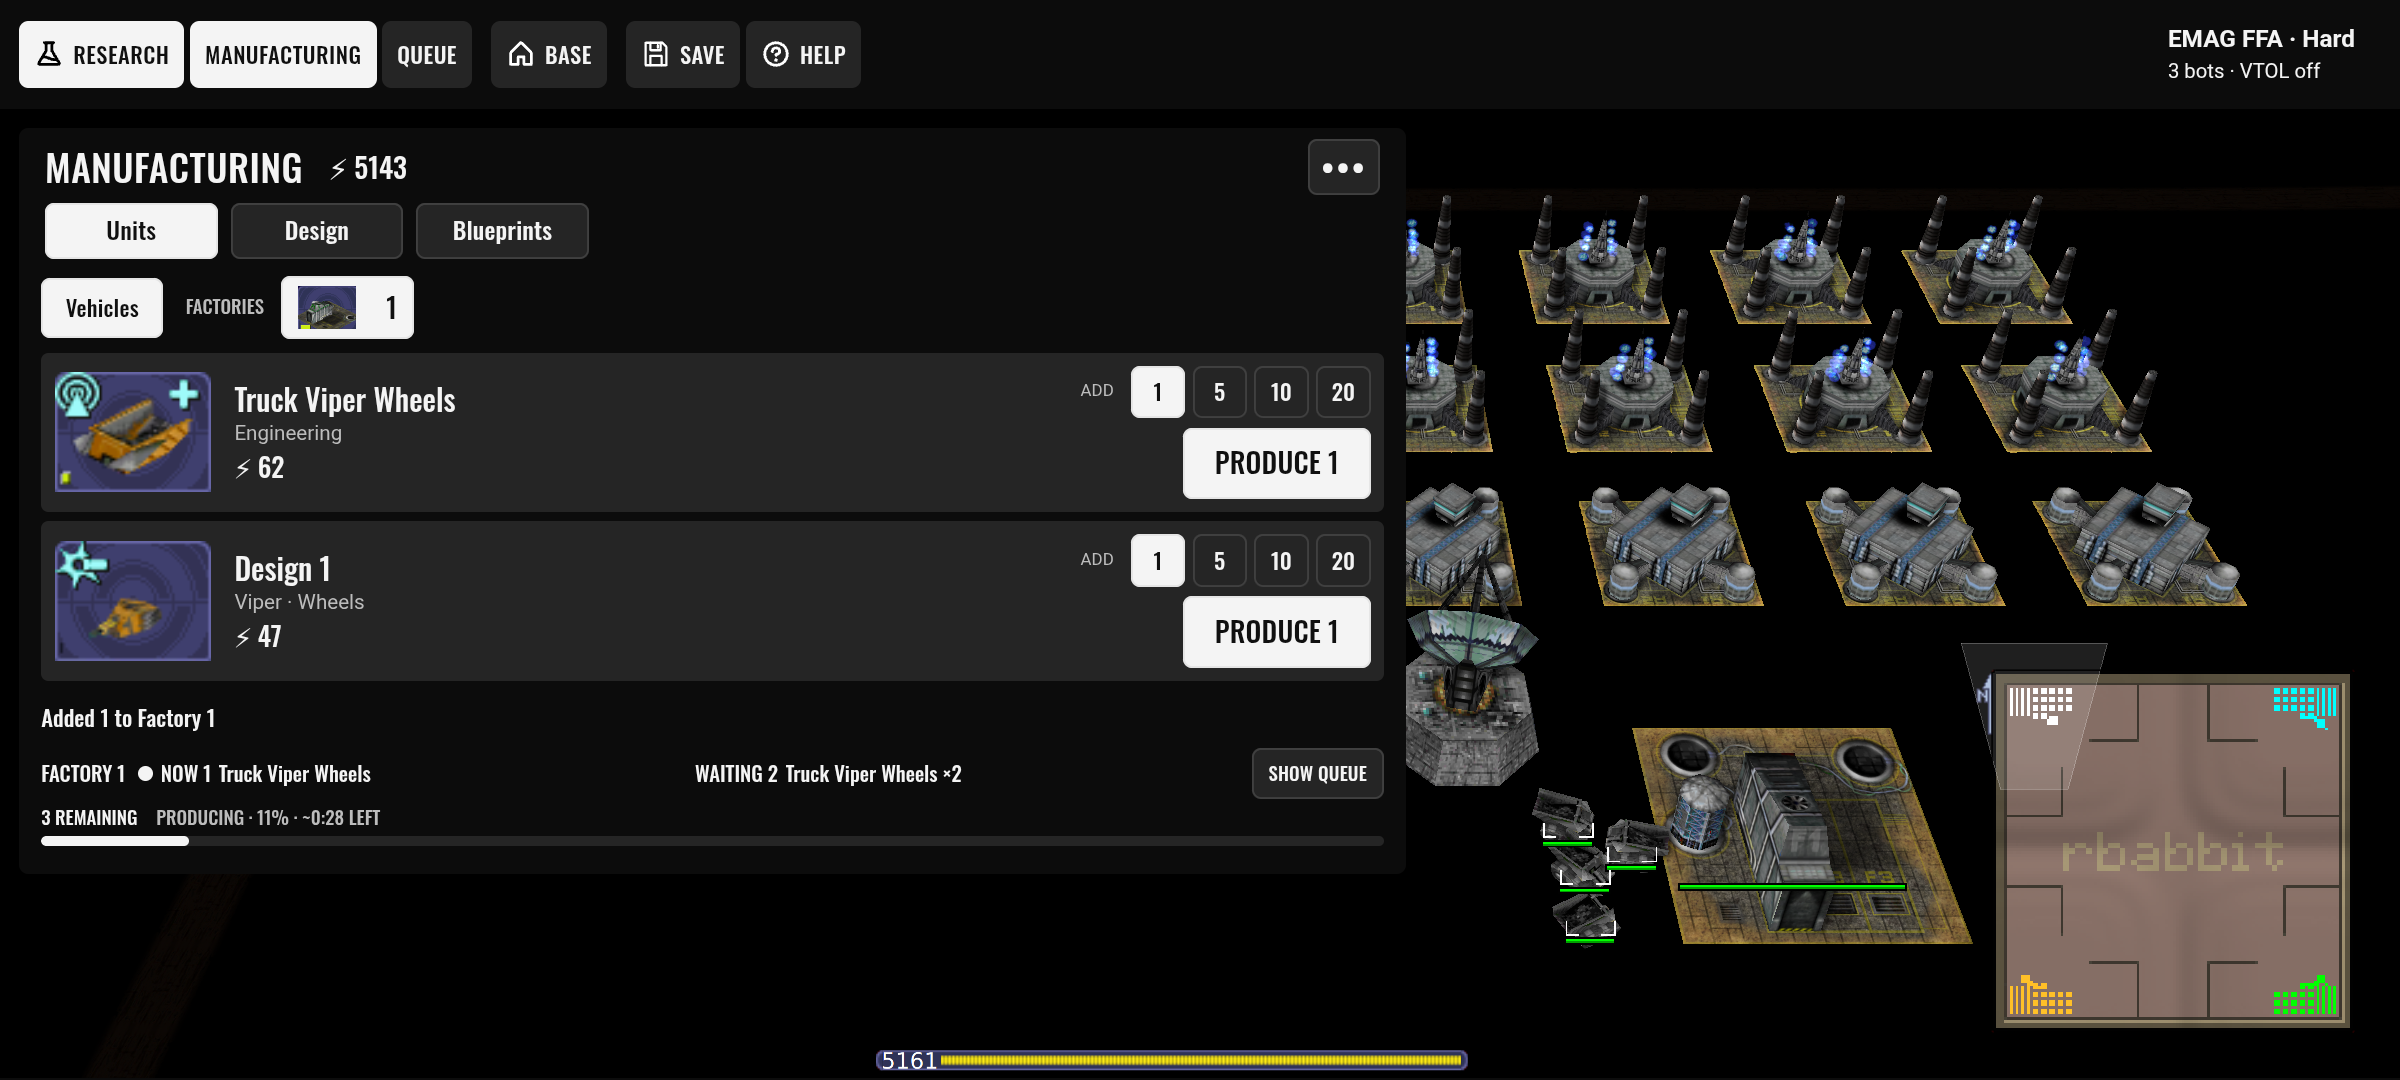 RESEARCH MANUFACTURING QUEUE BASE SAVE HELP
EMAG FFA · Hard
3 bots · VTOL off
MANUFACTURING ⚡ 5143
Units Design Blueprints
Vehicles FACTORIES 1
Truck Viper Wheels
Engineering
⚡ 62
ADD 1 5 10 20
PRODUCE 1
Design 1
Viper · Wheels
⚡ 47
ADD 1 5 10 20
PRODUCE 1
Added 1 to Factory 1
FACTORY 1 NOW 1 Truck Viper Wheels WAITING 2 Truck Viper Wheels ×2 SHOW QUEUE
3 REMAINING PRODUCING · 11% · ~0:28 LEFT
N
rbabbit
5161